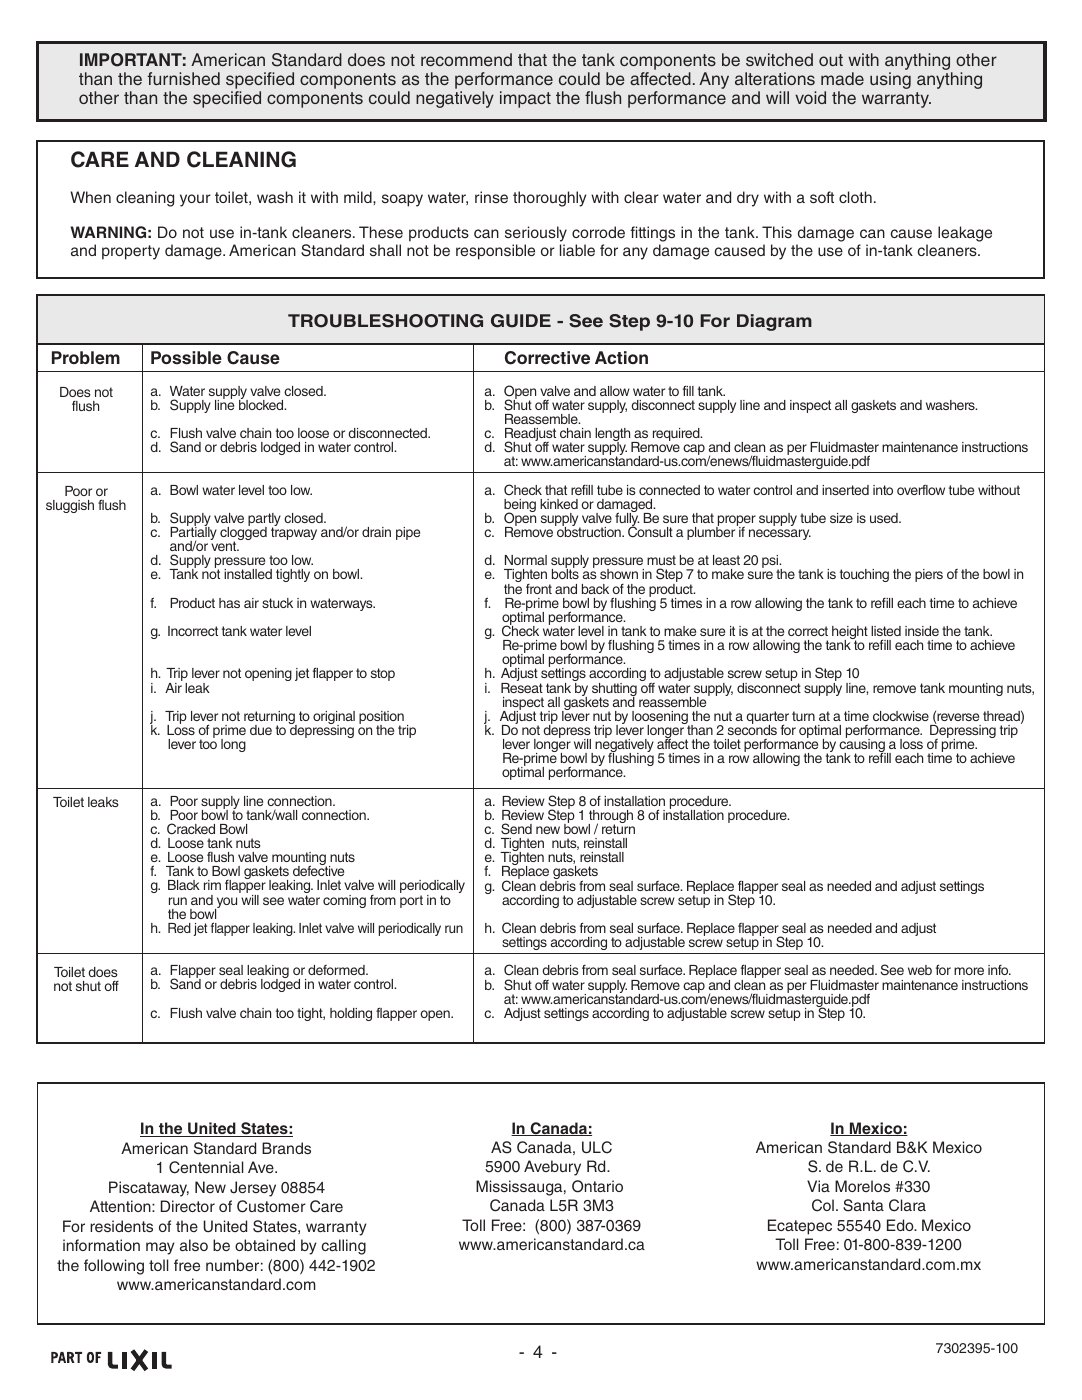 IMPORTANT: American Standard does not recommend that the tank components be switched out with anything other
than the furnished specified components as the performance could be affected. Any alterations made using anything
other than the specified components could negatively impact the flush performance and will void the warranty.
CARE AND CLEANING
When cleaning your toilet, wash it with mild, soapy water, rinse thoroughly with clear water and dry with a soft cloth.
WARNING: Do not use in-tank cleaners. These products can seriously corrode fittings in the tank. This damage can cause leakage
and property damage. American Standard shall not be responsible or liable for any damage caused by the use of in-tank cleaners.
TROUBLESHOOTING GUIDE - See Step 9-10 For Diagram
Problem
Possible Cause
Corrective Action
Does not
flush
a. Water supply valve closed.
b. Supply line blocked.
c. Flush valve chain too loose or disconnected.
d. Sand or debris lodged in water control.
a. Open valve and allow water to fill tank.
b. Shut off water supply, disconnect supply line and inspect all gaskets and washers.
Reassemble.
c. Readjust chain length as required.
d. Shut off water supply. Remove cap and clean as per Fluidmaster maintenance instructions
at: www.americanstandard-us.com/enews/fluidmasterguide.pdf
Poor or
sluggish flush
a. Bowl water level too low.
b. Supply valve partly closed.
c. Partially clogged trapway and/or drain pipe
and/or vent.
d. Supply pressure too low.
e. Tank not installed tightly on bowl.
f. Product has air stuck in waterways.
g. Incorrect tank water level
h. Trip lever not opening jet flapper to stop
i. Air leak
j. Trip lever not returning to original position
k. Loss of prime due to depressing on the trip
lever too long
a. Check that refill tube is connected to water control and inserted into overflow tube without
being kinked or damaged.
b. Open supply valve fully. Be sure that proper supply tube size is used.
c. Remove obstruction. Consult a plumber if necessary.
d. Normal supply pressure must be at least 20 psi.
e. Tighten bolts as shown in Step 7 to make sure the tank is touching the piers of the bowl in
the front and back of the product.
f. Re-prime bowl by flushing 5 times in a row allowing the tank to refill each time to achieve
optimal performance.
g. Check water level in tank to make sure it is at the correct height listed inside the tank.
Re-prime bowl by flushing 5 times in a row allowing the tank to refill each time to achieve
optimal performance.
h. Adjust settings according to adjustable screw setup in Step 10
i. Reseat tank by shutting off water supply, disconnect supply line, remove tank mounting nuts,
inspect all gaskets and reassemble
j. Adjust trip lever nut by loosening the nut a quarter turn at a time clockwise (reverse thread)
k. Do not depress trip lever longer than 2 seconds for optimal performance. Depressing trip
lever longer will negatively affect the toilet performance by causing a loss of prime.
Re-prime bowl by flushing 5 times in a row allowing the tank to refill each time to achieve
optimal performance.
Toilet leaks
a. Poor supply line connection.
b. Poor bowl to tank/wall connection.
c. Cracked Bowl
d. Loose tank nuts
e. Loose flush valve mounting nuts
f. Tank to Bowl gaskets defective
g. Black rim flapper leaking. Inlet valve will periodically
run and you will see water coming from port in to
the bowl
h. Red jet flapper leaking. Inlet valve will periodically run
a. Review Step 8 of installation procedure.
b. Review Step 1 through 8 of installation procedure.
c. Send new bowl / return
d. Tighten nuts, reinstall
e. Tighten nuts, reinstall
f. Replace gaskets
g. Clean debris from seal surface. Replace flapper seal as needed and adjust settings
according to adjustable screw setup in Step 10.
h. Clean debris from seal surface. Replace flapper seal as needed and adjust
settings according to adjustable screw setup in Step 10.
Toilet does
not shut off
a. Flapper seal leaking or deformed.
b. Sand or debris lodged in water control.
c. Flush valve chain too tight, holding flapper open.
a. Clean debris from seal surface. Replace flapper seal as needed. See web for more info.
b. Shut off water supply. Remove cap and clean as per Fluidmaster maintenance instructions
at: www.americanstandard-us.com/enews/fluidmasterguide.pdf
c. Adjust settings according to adjustable screw setup in Step 10.
In the United States:
American Standard Brands
1 Centennial Ave.
Piscataway, New Jersey 08854
Attention: Director of Customer Care
For residents of the United States, warranty
information may also be obtained by calling
the following toll free number: (800) 442-1902
www.americanstandard.com
In Canada:
AS Canada, ULC
5900 Avebury Rd.
Mississauga, Ontario
Canada L5R 3M3
Toll Free: (800) 387-0369
www.americanstandard.ca
In Mexico:
American Standard B&K Mexico
S. de R.L. de C.V.
Via Morelos #330
Col. Santa Clara
Ecatepec 55540 Edo. Mexico
Toll Free: 01-800-839-1200
www.americanstandard.com.mx
PART OF LIXIL
- 4 -
7302395-100